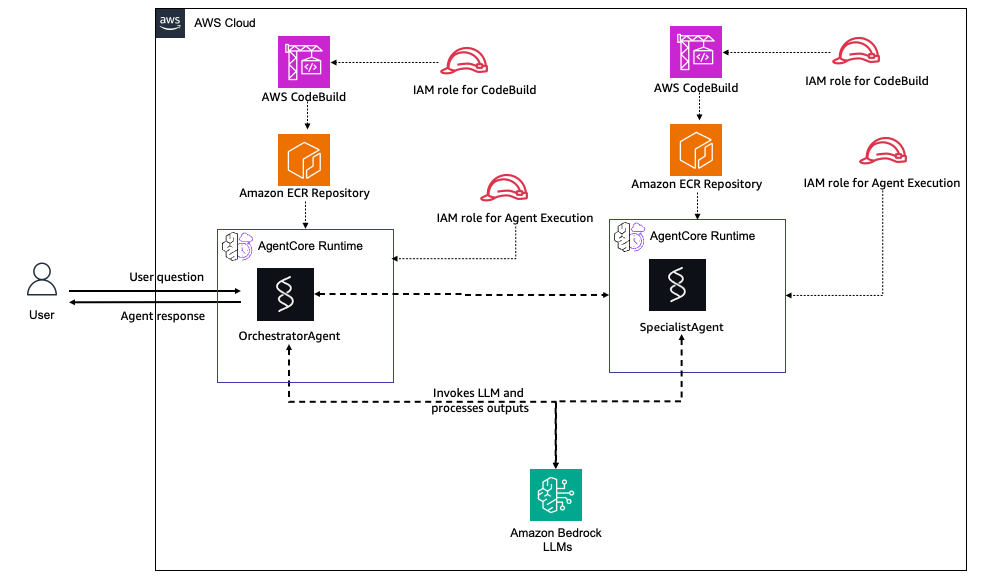 aws
AWS Cloud
AWS CodeBuild
IAM role for CodeBuild
AWS CodeBuild
IAM role for CodeBuild
Amazon ECR Repository
IAM role for Agent Execution
Amazon ECR Repository
IAM role for Agent Execution
AgentCore Runtime
AgentCore Runtime
User question
User
Agent response
OrchestratorAgent
SpecialistAgent
Invokes LLM and
processes outputs
Amazon Bedrock
LLMs